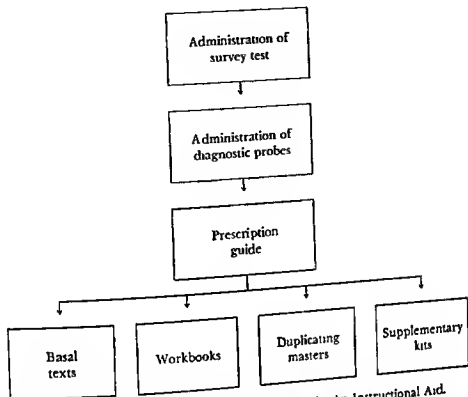 Administration of
survey test
Administration of
diagnostic probes
Prescription
guide
Basal
texts
Workbooks
Duplicating
masters
Supplementary
kits
Instructional Aid.